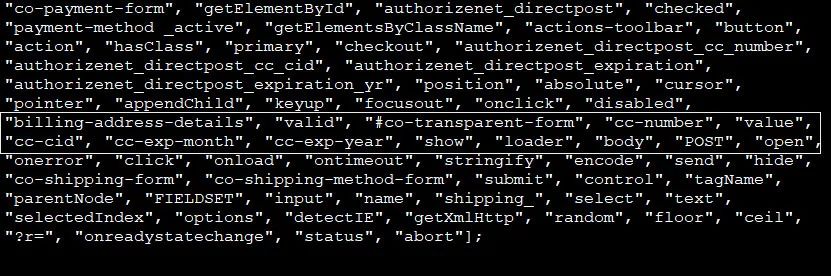 "co-payment-form", "getElementById", "authorizenet_directpost", "checked",
"payment-method _active", "getElementsByClassName", "actions-toolbar", "button",
"action", "hasClass", "primary", "checkout", "authorizenet_directpost_cc_number",
"authorizenet_directpost_cc_cid", "authorizenet_directpost_expiration",
"authorizenet_directpost_expiration_yr", "position", "absolute", "cursor",
"pointer", "appendChild", "keyup", "focusout", "onclick", "disabled",
"billing-address-details", "valid", "#co-transparent-form", "cc-number", "value",
"cc-cid", "cc-exp-month", "cc-exp-year", "show", "loader", "body", "POST", "open",
"onerror", "click", "onload", "ontimeout", "stringify", "encode", "send", "hide",
"co-shipping-form", "co-shipping-method-form", "submit", "control", "tagName",
"parentNode", "FIELDSET", "input", "name", "shipping_", "select", "text",
"selectedIndex", "options", "detectIE", "getXmlHttp", "random", "floor", "ceil",
"?r=", "onreadystatechange", "status", "abort"];